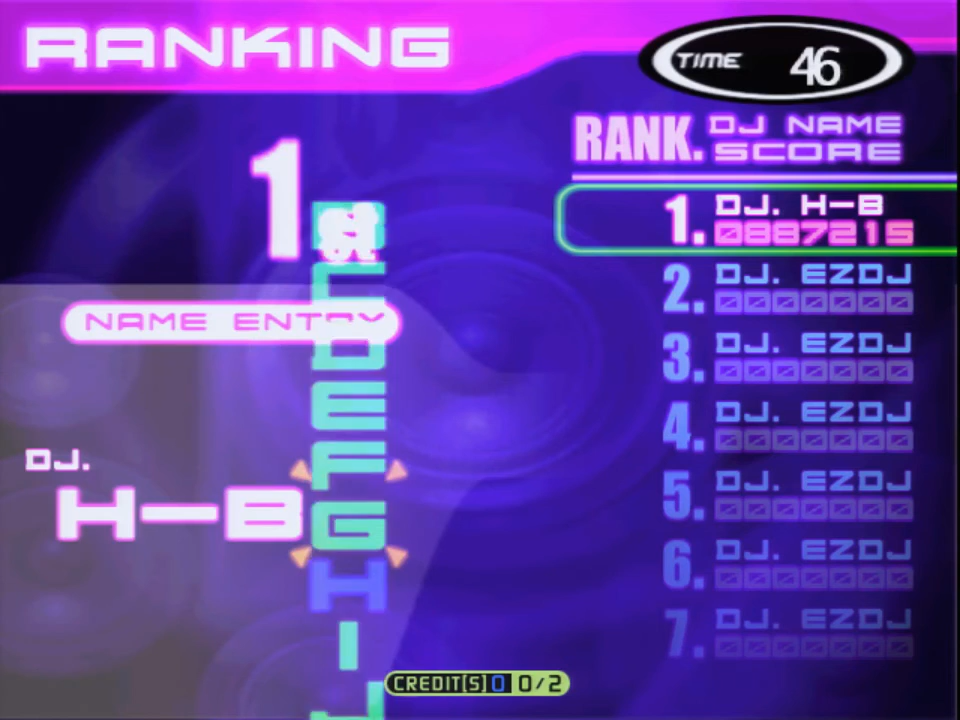 RANKING
TIME 46
RANK. DJ NAME
SCORE
1st
NAME ENTRY
DJ.
H-B
C
D
E
F
G
H
I
J
1. DJ. H-B
0887215
2. DJ. EZDJ
0000000
3. DJ. EZDJ
0000000
4. DJ. EZDJ
0000000
5. DJ. EZDJ
0000000
6. DJ. EZDJ
0000000
7. DJ. EZDJ
0000000
CREDIT[S] 0 0/2